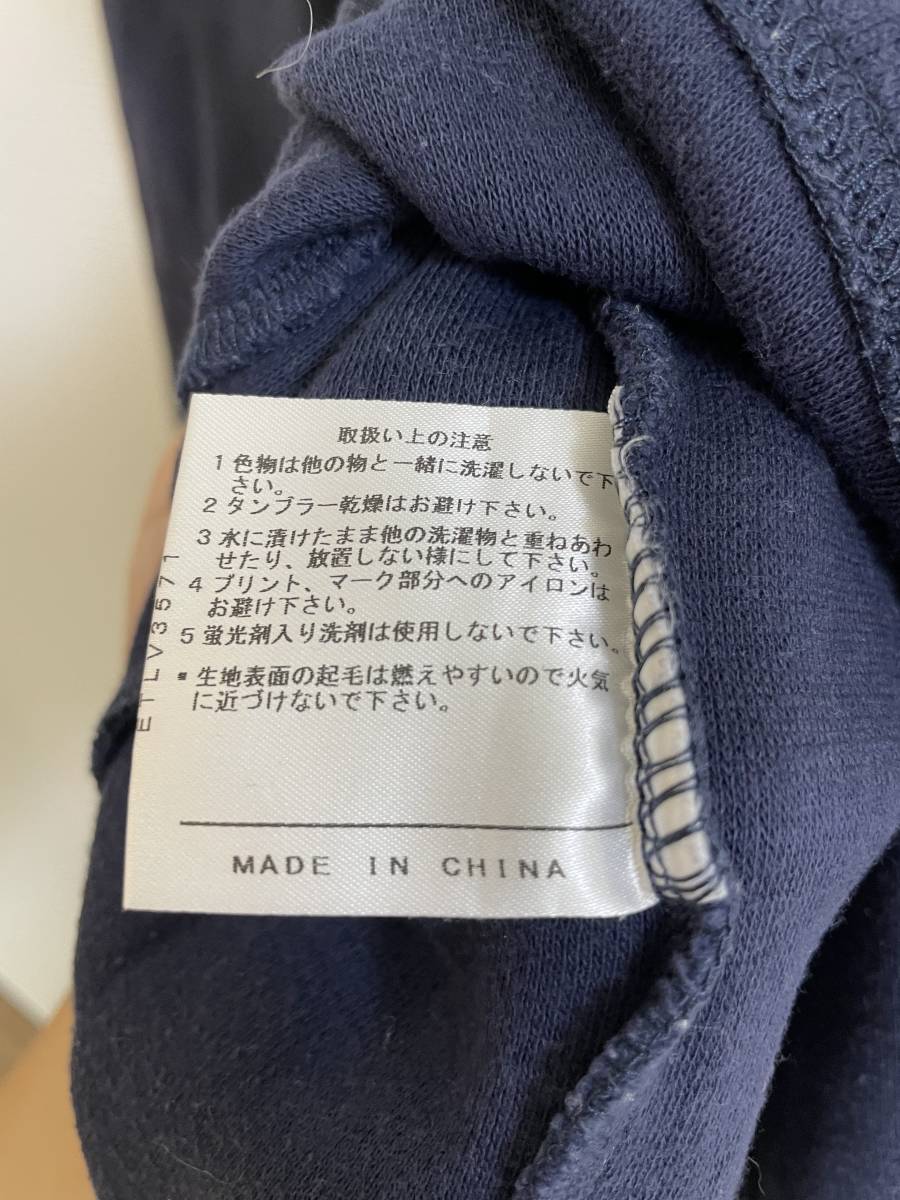 取扱い上の注意
1 色物は他の物と一緒に洗濯しないで下
さい。
2 タンブラー乾燥はお避け下さい。
3 水に漬けたまま他の洗濯物と重ねあわ
せたり、放置しない様にして下さい。
4 プリント、マーク部分へのアイロンは
お避け下さい。
5 蛍光剤入り洗剤は使用しないで下さい。
▪生地表面の起毛は燃えやすいので火気
に近づけないで下さい。
MADE IN CHINA
ETLV3571